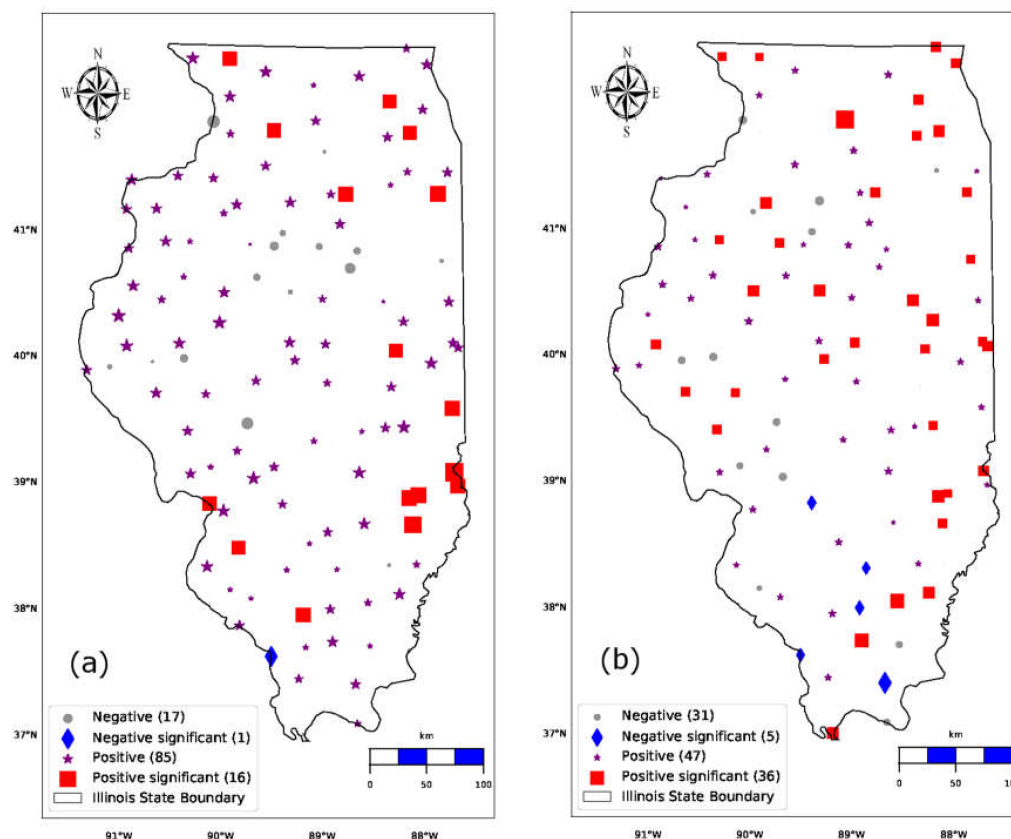 N
W E
S
41°N
40°N
39°N
38°N
37°N
(a)
Negative (17)
Negative significant (1)
Positive (85)
Positive significant (16)
Illinois State Boundary
km
0 50 100
91°W 90°W 89°W 88°W
N
W E
S
41°N
40°N
39°N
38°N
37°N
(b)
Negative (31)
Negative significant (5)
Positive (47)
Positive significant (36)
Illinois State Boundary
km
0 50 100
91°W 90°W 89°W 88°W